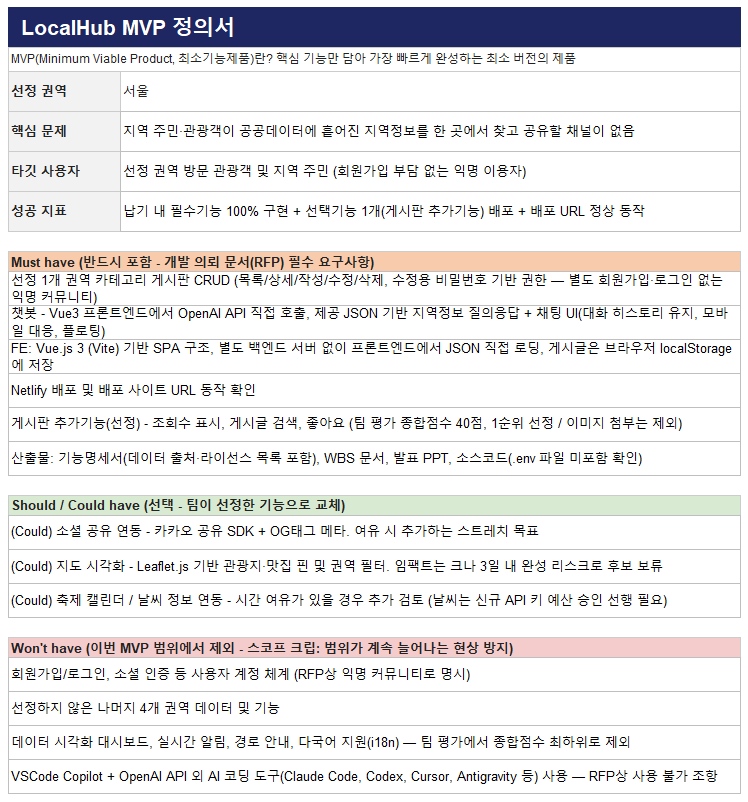 LocalHub MVP 정의서
MVP(Minimum Viable Product, 최소기능제품)란? 핵심 기능만 담아 가장 빠르게 완성하는 최소 버전의 제품
선정 권역
서울
핵심 문제
지역 주민·관광객이 공공데이터에 흩어진 지역정보를 한 곳에서 찾고 공유할 채널이 없음
타깃 사용자
선정 권역 방문 관광객 및 지역 주민 (회원가입 부담 없는 익명 이용자)
성공 지표
납기 내 필수기능 100% 구현 + 선택기능 1개(게시판 추가기능) 배포 + 배포 URL 정상 동작
Must have (반드시 포함 - 개발 의뢰 문서(RFP) 필수 요구사항)
선정 1개 권역 카테고리 게시판 CRUD (목록/상세/작성/수정/삭제, 수정용 비밀번호 기반 권한 — 별도 회원가입·로그인 없는
익명 커뮤니티)
챗봇 - Vue3 프론트엔드에서 OpenAI API 직접 호출, 제공 JSON 기반 지역정보 질의응답 + 채팅 UI(대화 히스토리 유지, 모바
일 대응, 플로팅)
FE: Vue.js 3 (Vite) 기반 SPA 구조, 별도 백엔드 서버 없이 프론트엔드에서 JSON 직접 로딩, 게시글은 브라우저 localStorage
에 저장
Netlify 배포 및 배포 사이트 URL 동작 확인
게시판 추가기능(선정) - 조회수 표시, 게시글 검색, 좋아요 (팀 평가 종합점수 40점, 1순위 선정 / 이미지 첨부는 제외)
산출물: 기능명세서(데이터 출처·라이선스 목록 포함), WBS 문서, 발표 PPT, 소스코드(.env 파일 미포함 확인)
Should / Could have (선택 - 팀이 선정한 기능으로 교체)
(Could) 소셜 공유 연동 - 카카오 공유 SDK + OG태그 메타. 여유 시 추가하는 스트레치 목표
(Could) 지도 시각화 - Leaflet.js 기반 관광지·맛집 핀 및 권역 필터. 임팩트는 크나 3일 내 완성 리스크로 후보 보류
(Could) 축제 캘린더 / 날씨 정보 연동 - 시간 여유가 있을 경우 추가 검토 (날씨는 신규 API 키 예산 승인 선행 필요)
Won't have (이번 MVP 범위에서 제외 - 스코프 크립: 범위가 계속 늘어나는 현상 방지)
회원가입/로그인, 소셜 인증 등 사용자 계정 체계 (RFP상 익명 커뮤니티로 명시)
선정하지 않은 나머지 4개 권역 데이터 및 기능
데이터 시각화 대시보드, 실시간 알림, 경로 안내, 다국어 지원(i18n) — 팀 평가에서 종합점수 최하위로 제외
VSCode Copilot + OpenAI API 외 AI 코딩 도구(Claude Code, Codex, Cursor, Antigravity 등) 사용 — RFP상 사용 불가 조항